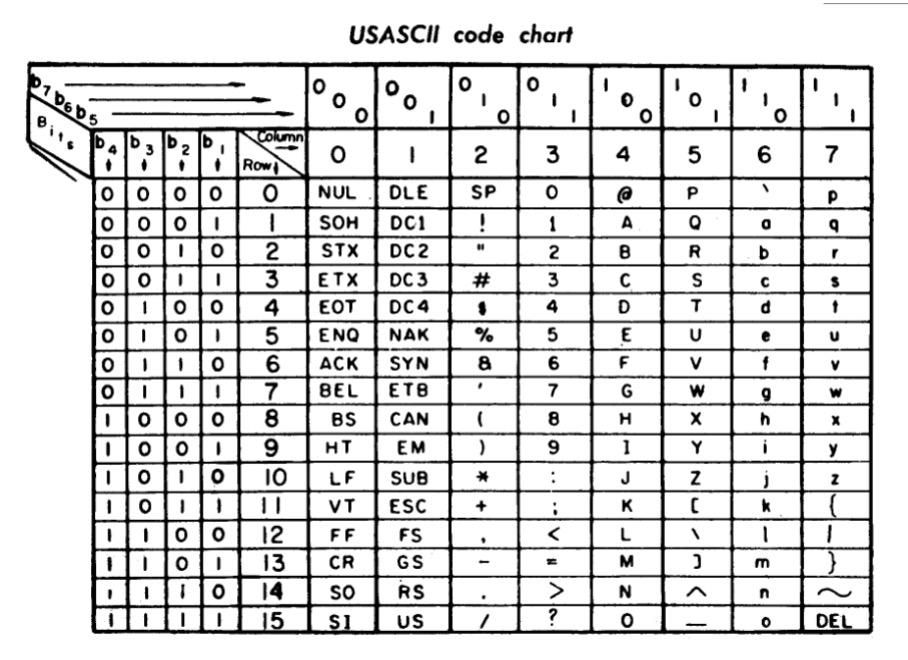 USASCII code chart
b7 b6 b5 0 0 0 0 0 1 0 1 0 0 1 1 1 0 0 1 0 1 1 1 0 1 1 1
Bits b4 b3 b2 b1 Column 0 1 2 3 4 5 6 7
Row
0 0 0 0 0 NUL DLE SP 0 @ P ` p
0 0 0 1 1 SOH DC1 ! 1 A Q a q
0 0 1 0 2 STX DC2 " 2 B R b r
0 0 1 1 3 ETX DC3 # 3 C S c s
0 1 0 0 4 EOT DC4 $ 4 D T d t
0 1 0 1 5 ENQ NAK % 5 E U e u
0 1 1 0 6 ACK SYN & 6 F V f v
0 1 1 1 7 BEL ETB ' 7 G W g w
1 0 0 0 8 BS CAN ( 8 H X h x
1 0 0 1 9 HT EM ) 9 I Y i y
1 0 1 0 10 LF SUB * : J Z j z
1 0 1 1 11 VT ESC + ; K [ k {
1 1 0 0 12 FF FS , < L \ l |
1 1 0 1 13 CR GS - = M ] m }
1 1 1 0 14 SO RS . > N ^ n ~
1 1 1 1 15 SI US / ? O _ o DEL